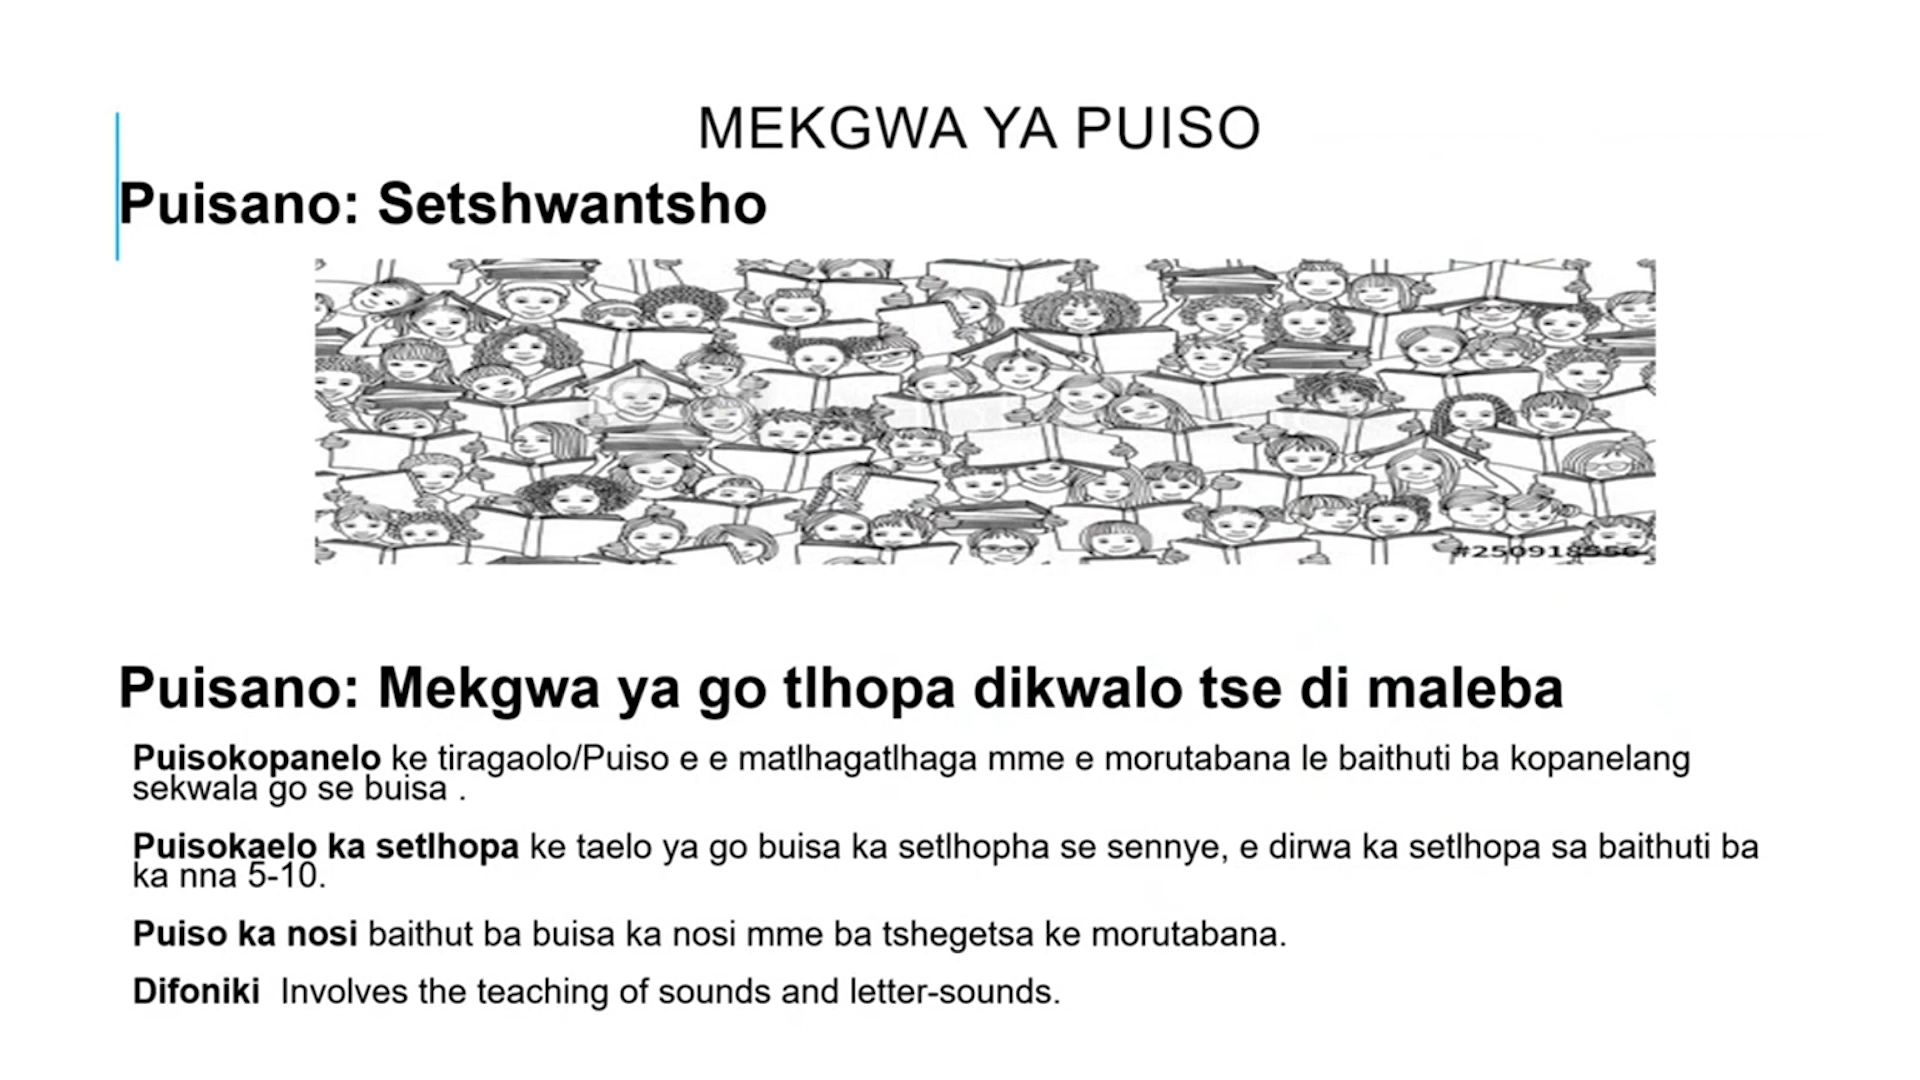 MEKGWA YA PUISO
Puisano: Setshwantsho
Puisano: Mekgwa ya go tlhopa dikwalo tse di maleba
Puisokopanelo ke tiragaolo/Puiso e e matlhagatlhaga mme e morutabana le baithuti ba kopanelang
sekwala go se buisa .
Puisokaelo ka setlhopa ke taelo ya go buisa ka setlhopha se sennye, e dirwa ka setlhopa sa baithuti ba
ka nna 5-10.
Puiso ka nosi baithut ba buisa ka nosi mme ba tshegetsa ke morutabana.
Difoniki Involves the teaching of sounds and letter-sounds.